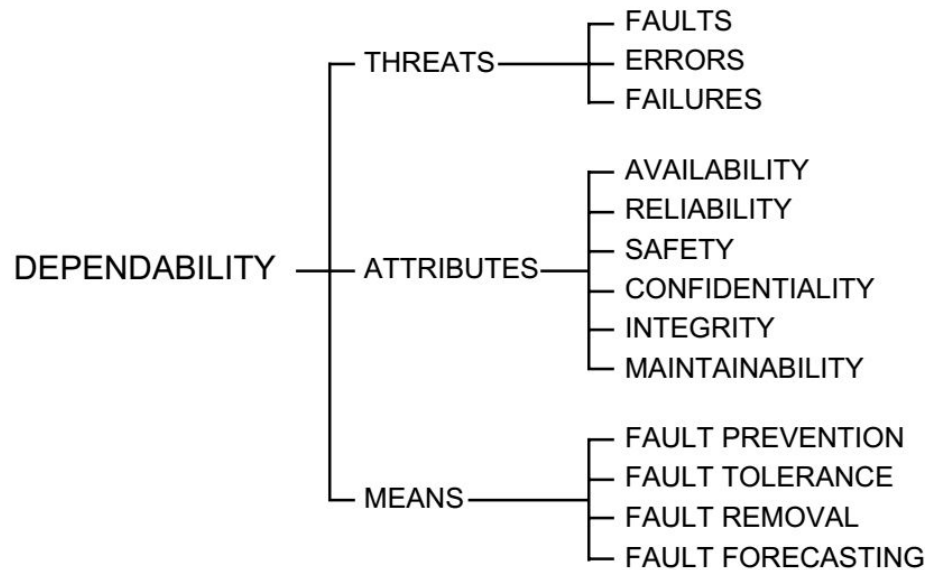 DEPENDABILITY
THREATS
FAULTS
ERRORS
FAILURES
ATTRIBUTES
AVAILABILITY
RELIABILITY
SAFETY
CONFIDENTIALITY
INTEGRITY
MAINTAINABILITY
MEANS
FAULT PREVENTION
FAULT TOLERANCE
FAULT REMOVAL
FAULT FORECASTING